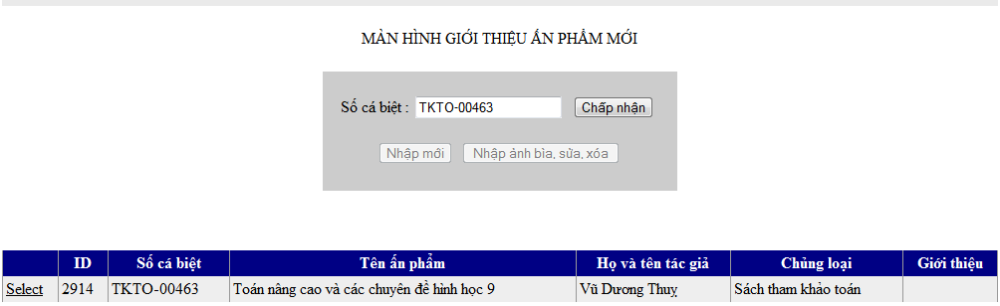 MÀN HÌNH GIỚI THIỆU ẤN PHẨM MỚI
Số cá biệt : TKTO-00463 Chấp nhận
Nhập mới Nhập ảnh bìa, sửa, xóa
ID Số cá biệt Tên ấn phẩm Họ và tên tác giả Chủng loại Giới thiệu
Select 2914 TKTO-00463 Toán nâng cao và các chuyên đề hình học 9 Vũ Dương Thuỵ Sách tham khảo toán